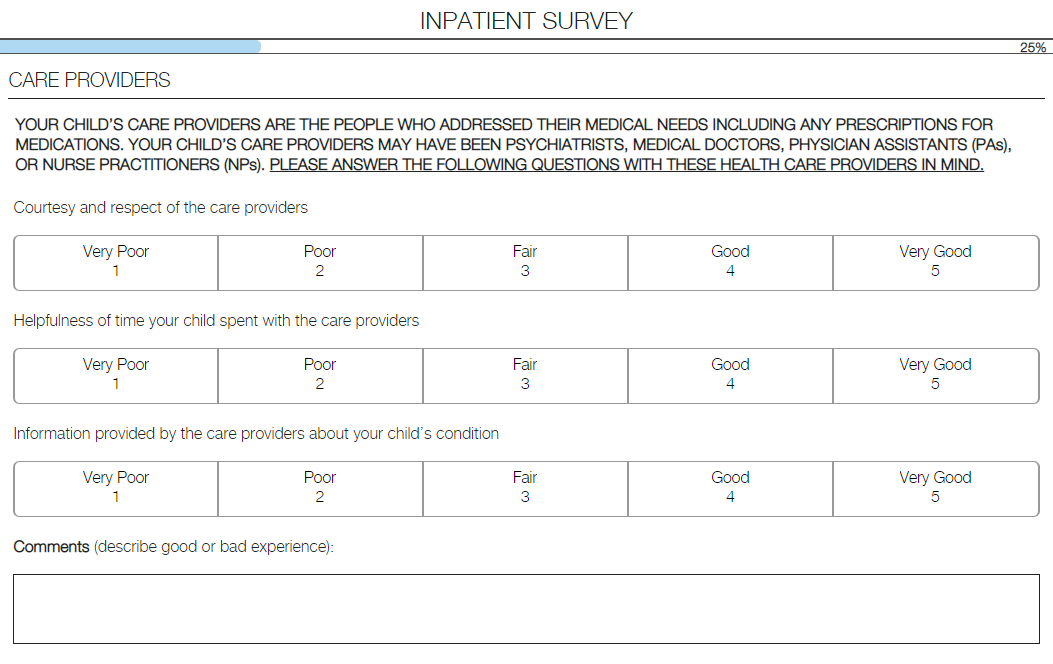 INPATIENT SURVEY
25%
CARE PROVIDERS
YOUR CHILD'S CARE PROVIDERS ARE THE PEOPLE WHO ADDRESSED THEIR MEDICAL NEEDS INCLUDING ANY PRESCRIPTIONS FOR
MEDICATIONS. YOUR CHILD'S CARE PROVIDERS MAY HAVE BEEN PSYCHIATRISTS, MEDICAL DOCTORS, PHYSICIAN ASSISTANTS (PAs),
OR NURSE PRACTITIONERS (NPs). PLEASE ANSWER THE FOLLOWING QUESTIONS WITH THESE HEALTH CARE PROVIDERS IN MIND.
Courtesy and respect of the care providers
Very Poor Poor Fair Good Very Good
1 2 3 4 5
Helpfulness of time your child spent with the care providers
Very Poor Poor Fair Good Very Good
1 2 3 4 5
Information provided by the care providers about your child's condition
Very Poor Poor Fair Good Very Good
1 2 3 4 5
Comments (describe good or bad experience):